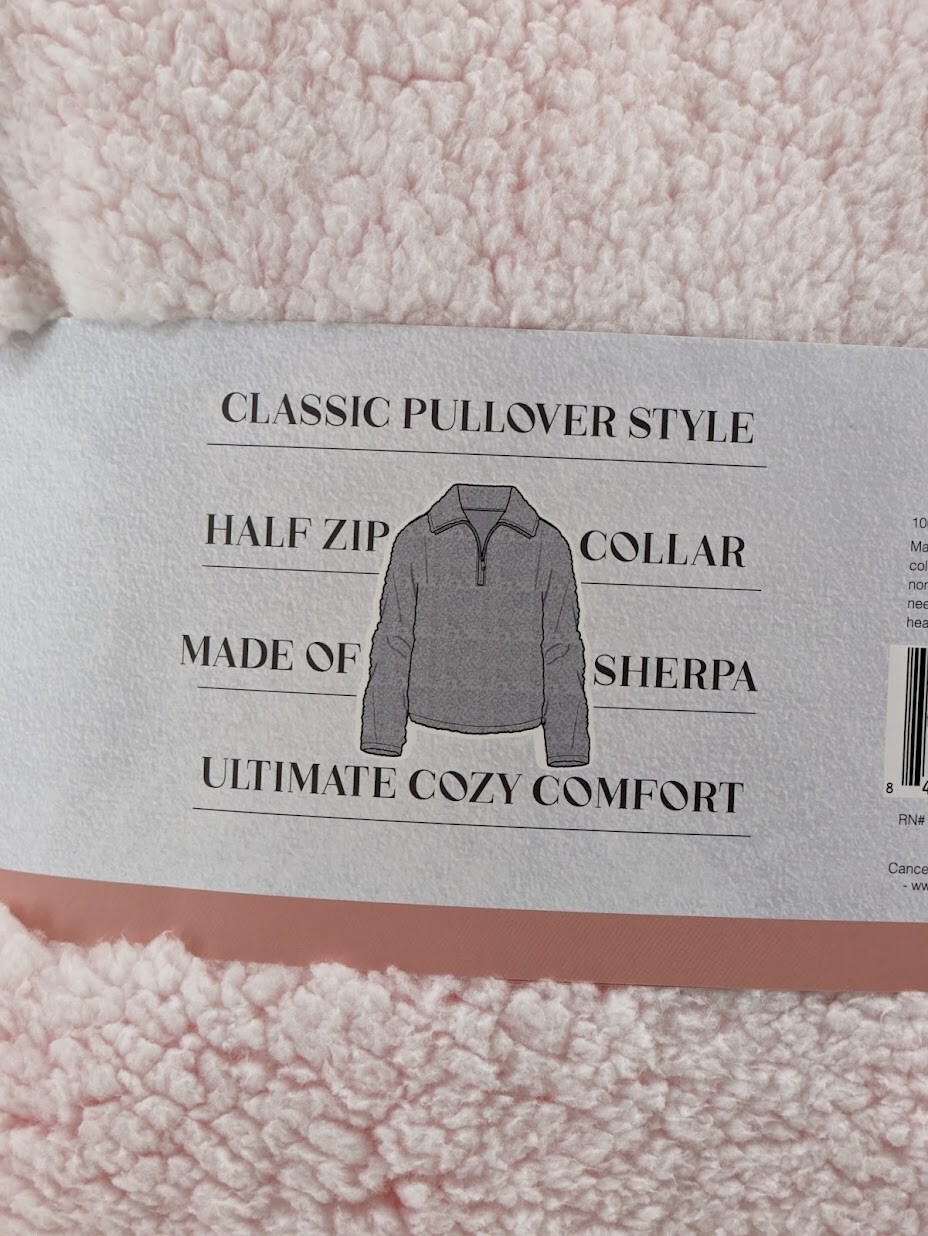 CLASSIC PULLOVER STYLE
HALF ZIP COLLAR
MADE OF SHERPA
ULTIMATE COZY COMFORT
RN#